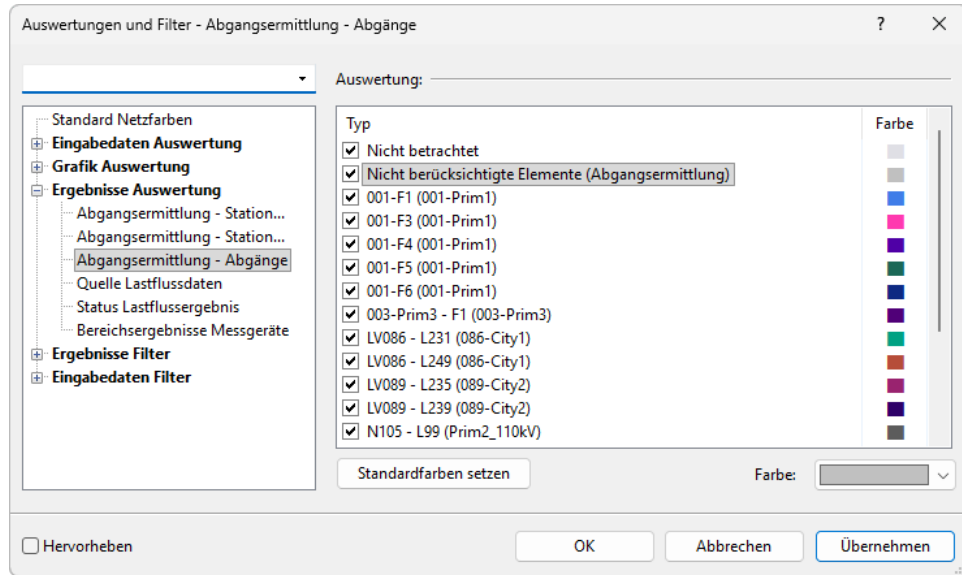 Auswertungen und Filter - Abgangsermittlung - Abgänge
Auswertung:
Standard Netzfarben
Eingabedaten Auswertung
Grafik Auswertung
Ergebnisse Auswertung
Abgangsermittlung - Station...
Abgangsermittlung - Station...
Abgangsermittlung - Abgänge
Quelle Lastflussdaten
Status Lastflussergebnis
Bereichsergebnisse Messgeräte
Ergebnisse Filter
Eingabedaten Filter
Typ Farbe
Nicht betrachtet
Nicht berücksichtigte Elemente (Abgangsermittlung)
001-F1 (001-Prim1)
001-F3 (001-Prim1)
001-F4 (001-Prim1)
001-F5 (001-Prim1)
001-F6 (001-Prim1)
003-Prim3 - F1 (003-Prim3)
LV086 - L231 (086-City1)
LV086 - L249 (086-City1)
LV089 - L235 (089-City2)
LV089 - L239 (089-City2)
N105 - L99 (Prim2_110kV)
Standardfarben setzen Farbe:
Hervorheben OK Abbrechen Übernehmen